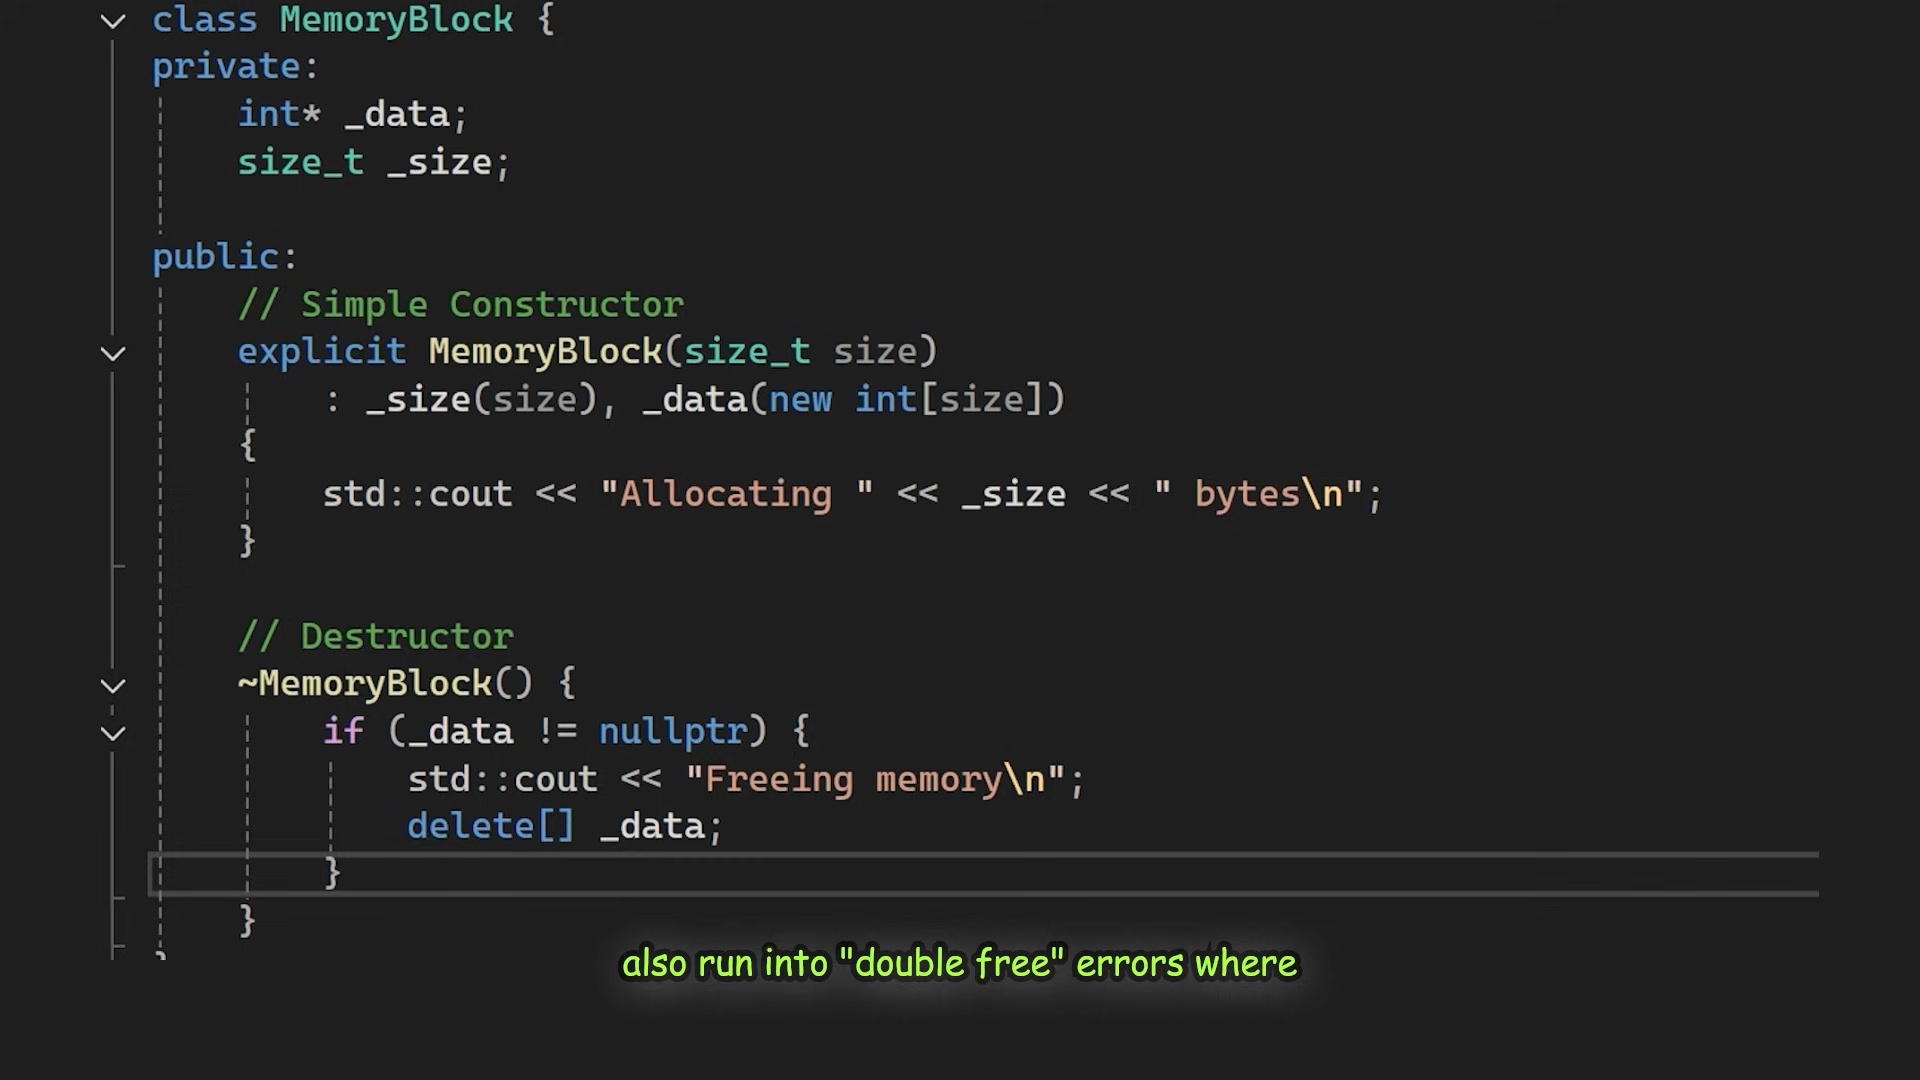 class MemoryBlock {
private:
    int* _data;
    size_t _size;
public:
    // Simple Constructor
    explicit MemoryBlock(size_t size)
        : _size(size), _data(new int[size])
    {
        std::cout << "Allocating " << _size << " bytes\n";
    }
    // Destructor
    ~MemoryBlock() {
        if (_data != nullptr) {
            std::cout << "Freeing memory\n";
            delete[] _data;
        }
    }
also run into "double free" errors where